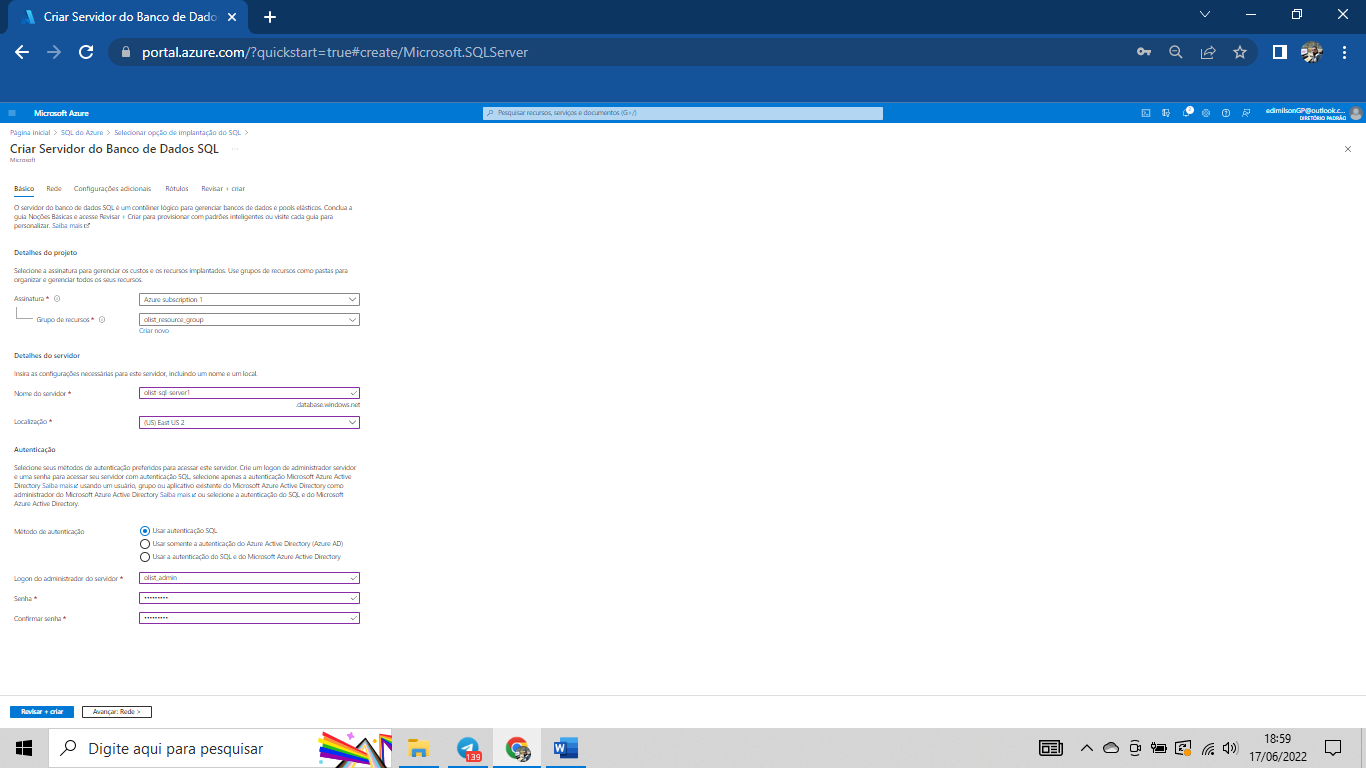 Criar Servidor do Banco de Dado
portal.azure.com/?quickstart=true#create/Microsoft.SQLServer
Microsoft Azure
Pesquisar recursos, serviços e documentos (G+/)
edimilsonGP@outlook.c...
DIRETÓRIO PADRÃO
Página inicial > SQL do Azure > Selecionar opção de implantação do SQL >
Criar Servidor do Banco de Dados SQL ...
Microsoft
Básico Rede Configurações adicionais Rótulos Revisar + criar
O servidor do banco de dados SQL é um contêiner lógico para gerenciar bancos de dados e pools elásticos. Conclua a
guia Noções Básicas e acesse Revisar + Criar para provisionar com padrões inteligentes ou visite cada guia para
personalizar. Saiba mais
Detalhes do projeto
Selecione a assinatura para gerenciar os custos e os recursos implantados. Use grupos de recursos como pastas para
organizar e gerenciar todos os seus recursos.
Assinatura * Azure subscription 1
Grupo de recursos * olist_resource_group
Criar novo
Detalhes do servidor
Insira as configurações necessárias para este servidor, incluindo um nome e um local.
Nome do servidor * olist-sql-server1
.database.windows.net
Localização * (US) East US 2
Autenticação
Selecione seus métodos de autenticação preferidos para acessar este servidor. Crie um logon de administrador servidor
e uma senha para acessar seu servidor com autenticação SQL, selecione apenas a autenticação Microsoft Azure Active
Directory Saiba mais usando um usuário, grupo ou aplicativo existente do Microsoft Azure Active Directory como
administrador do Microsoft Azure Active Directory Saiba mais ou selecione a autenticação do SQL e do Microsoft
Azure Active Directory.
Método de autenticação Usar autenticação SQL
Usar somente a autenticação do Azure Active Directory (Azure AD)
Usar a autenticação do SQL e do Microsoft Azure Active Directory
Logon do administrador do servidor * olist_admin
Senha * •••••••••
Confirmar senha * •••••••••
Revisar + criar Avançar: Rede >
Digite aqui para pesquisar
139
27
18:59
17/06/2022